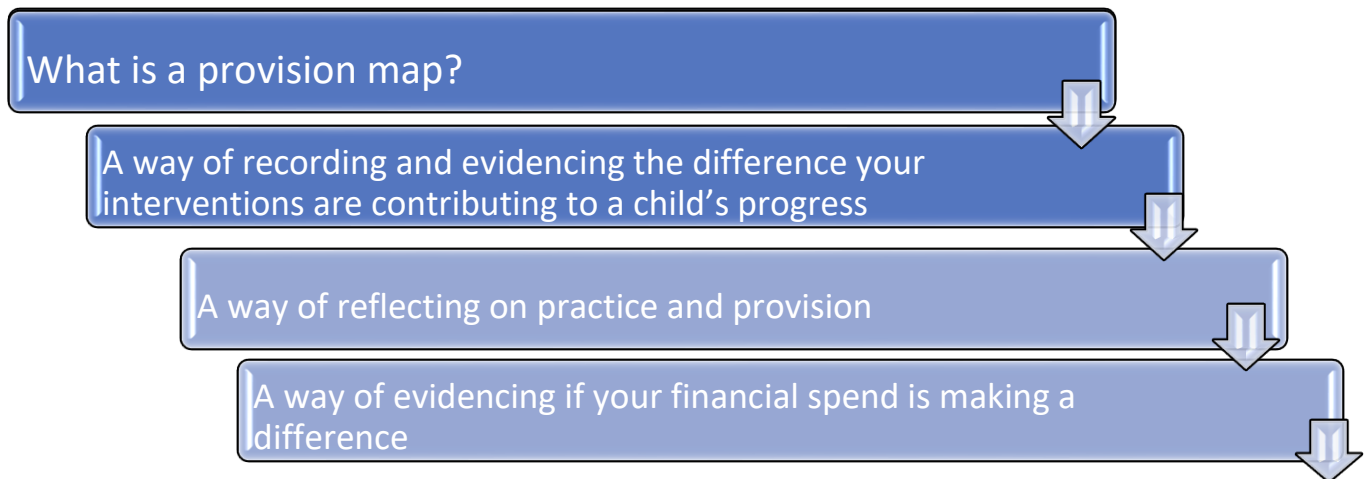 What is a provision map?
A way of recording and evidencing the difference your
interventions are contributing to a child’s progress
A way of reflecting on practice and provision
A way of evidencing if your financial spend is making a
difference